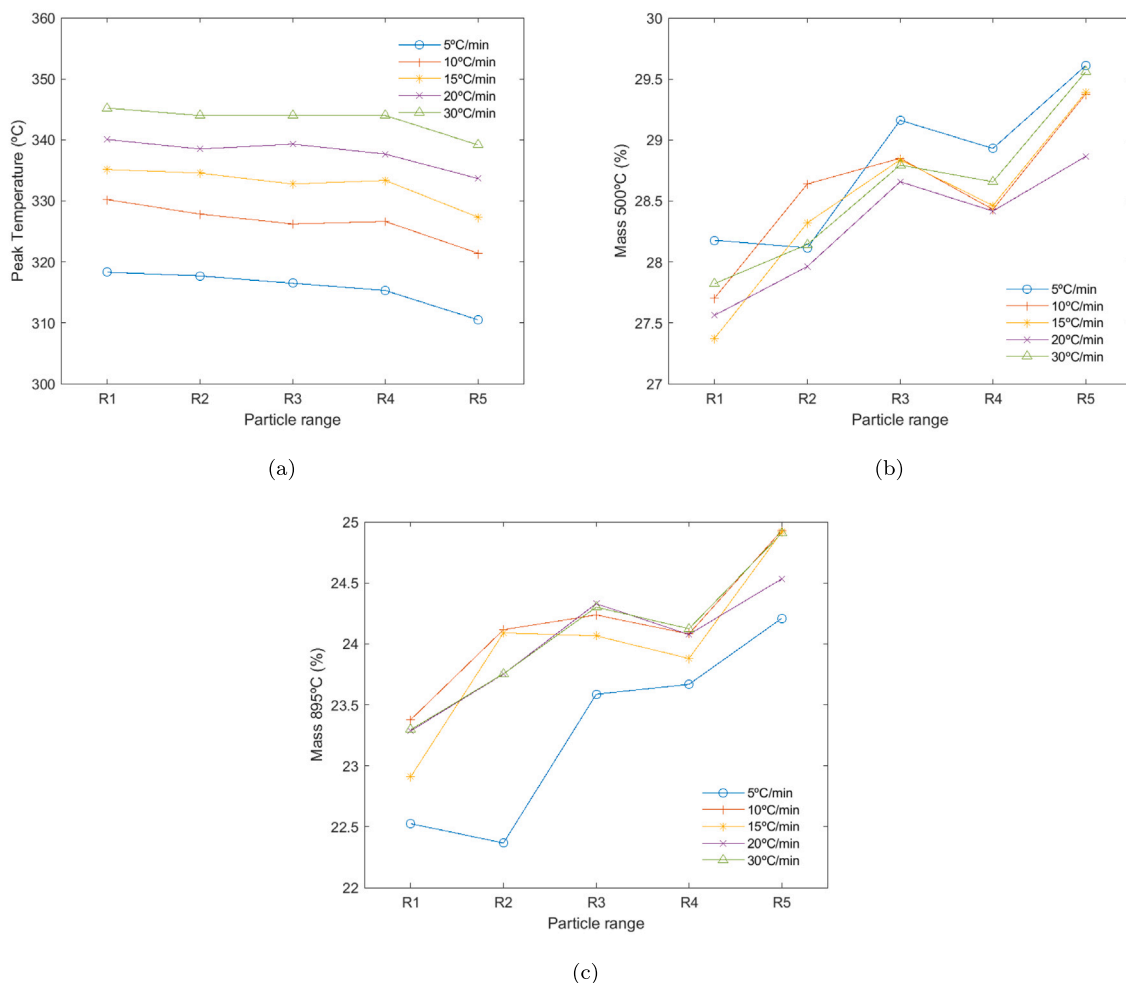 360
350
340
330
320
310
300
Peak Temperature (ºC)
5ºC/min
10ºC/min
15ºC/min
20ºC/min
30ºC/min
R1 R2 R3 R4 R5
Particle range
(a)
30
29.5
29
28.5
28
27.5
27
Mass 500ºC (%)
5ºC/min
10ºC/min
15ºC/min
20ºC/min
30ºC/min
R1 R2 R3 R4 R5
Particle range
(b)
25
24.5
24
23.5
23
22.5
22
Mass 895ºC (%)
5ºC/min
10ºC/min
15ºC/min
20ºC/min
30ºC/min
R1 R2 R3 R4 R5
Particle range
(c)